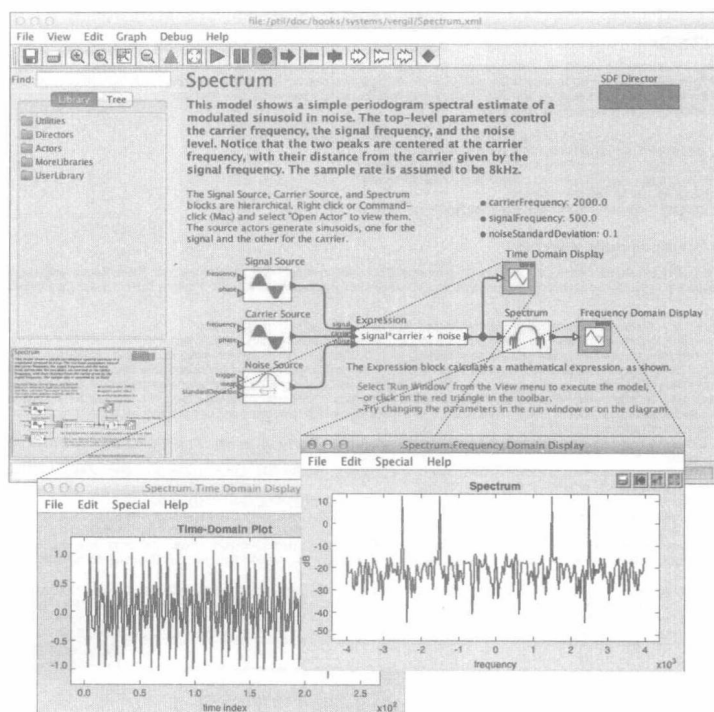 file:/ptII/doc/books/systems/vergil/Spectrum.xml
File View Edit Graph Debug Help
Find:
Library Tree
Utilities
Directors
Actors
MoreLibraries
UserLibrary
Spectrum
SDF Director
This model shows a simple periodogram spectral estimate of a
modulated sinusoid in noise. The top-level parameters control
the carrier frequency, the signal frequency, and the noise
level. Notice that the two peaks are centered at the carrier
frequency, with their distance from the carrier given by the
signal frequency. The sample rate is assumed to be 8kHz.
The Signal Source, Carrier Source, and Spectrum
blocks are hierarchical. Right click or Command-
click (Mac) and select "Open Actor" to view them.
The source actors generate sinusoids, one for the
signal and the other for the carrier.
carrierFrequency: 2000.0
signalFrequency: 500.0
noiseStandardDeviation: 0.1
Time Domain Display
Signal Source
frequency
phase
Carrier Source
frequency
phase
Noise Source
trigger
mean
standardDeviation
Expression
signal
carrier
noise
signal*carrier + noise
Spectrum
Frequency Domain Display
The Expression block calculates a mathematical expression, as shown.
Select "Run Window" from the View menu to execute the model,
-or click on the red triangle in the toolbar.
-Try changing the parameters in the run window or on the diagram.
Spectrum
.Spectrum.Time Domain Display
File Edit Special Help
Time-Domain Plot
1.0
0.5
0.0
-0.5
-1.0
0.0 0.5 1.0 1.5 2.0 2.5
x10²
time index
.Spectrum.Frequency Domain Display
File Edit Special Help
Spectrum
dB
10
0
-10
-20
-30
-40
-50
-4 -3 -2 -1 0 1 2 3 4
x10³
frequency